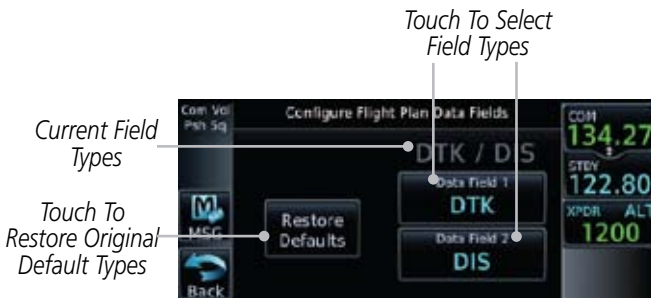 Touch To Select
Field Types
Current Field
Types
Touch To
Restore Original
Default Types
Com Vol
Psh Sq
Configure Flight Plan Data Fields
DTK / DIS
Data Field 1
DTK
Data Field 2
DIS
Restore
Defaults
MSG
Back
COM
134.27
STBY
122.80
XPDR ALT
1200